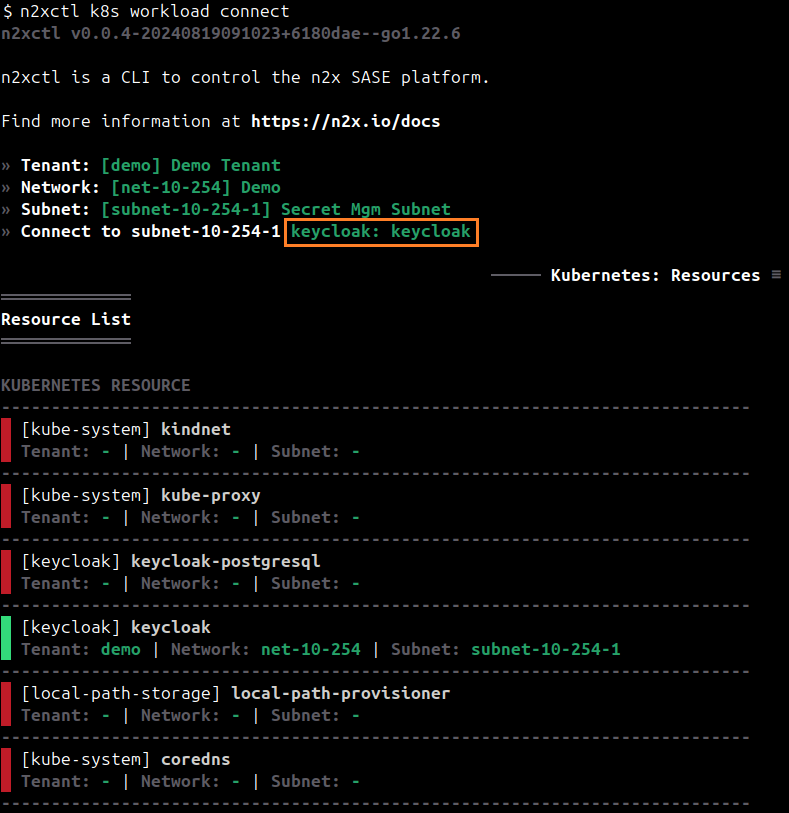 $ n2xctl k8s workload connect
n2xctl v0.0.4-20240819091023+6180dae--go1.22.6
n2xctl is a CLI to control the n2x SASE platform.
Find more information at https://n2x.io/docs
» Tenant: [demo] Demo Tenant
» Network: [net-10-254] Demo
» Subnet: [subnet-10-254-1] Secret Mgm Subnet
» Connect to subnet-10-254-1 keycloak: keycloak
Kubernetes: Resources ≡
Resource List
KUBERNETES RESOURCE
[kube-system] kindnet
Tenant: - | Network: - | Subnet: -
[kube-system] kube-proxy
Tenant: - | Network: - | Subnet: -
[keycloak] keycloak-postgresql
Tenant: - | Network: - | Subnet: -
[keycloak] keycloak
Tenant: demo | Network: net-10-254 | Subnet: subnet-10-254-1
[local-path-storage] local-path-provisioner
Tenant: - | Network: - | Subnet: -
[kube-system] coredns
Tenant: - | Network: - | Subnet: -